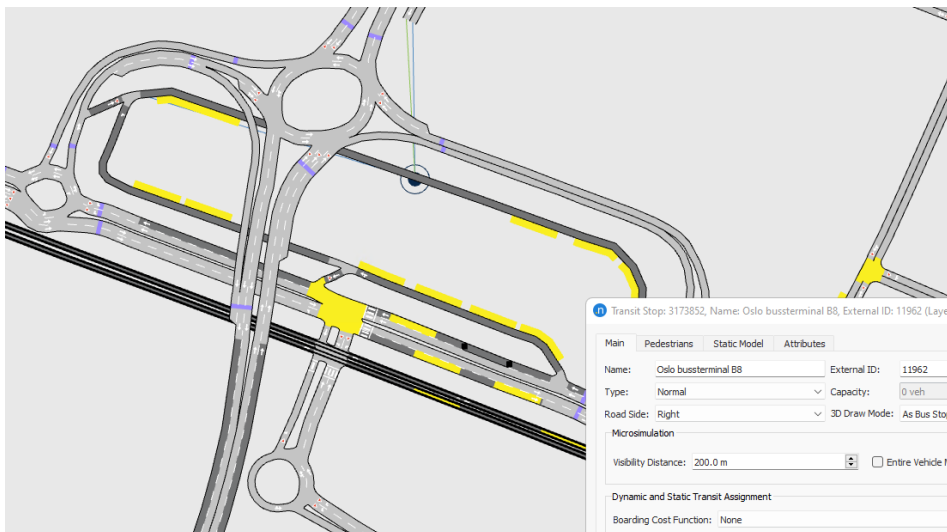 Transit Stop: 3173852, Name: Oslo bussterminal B8, External ID: 11962 (Laye
Main Pedestrians Static Model Attributes
Name: Oslo bussterminal B8 External ID: 11962
Type: Normal Capacity: 0 veh
Road Side: Right 3D Draw Mode: As Bus Stop
Microsimulation
Visibility Distance: 200.0 m Entire Vehicle
Dynamic and Static Transit Assignment
Boarding Cost Function: None